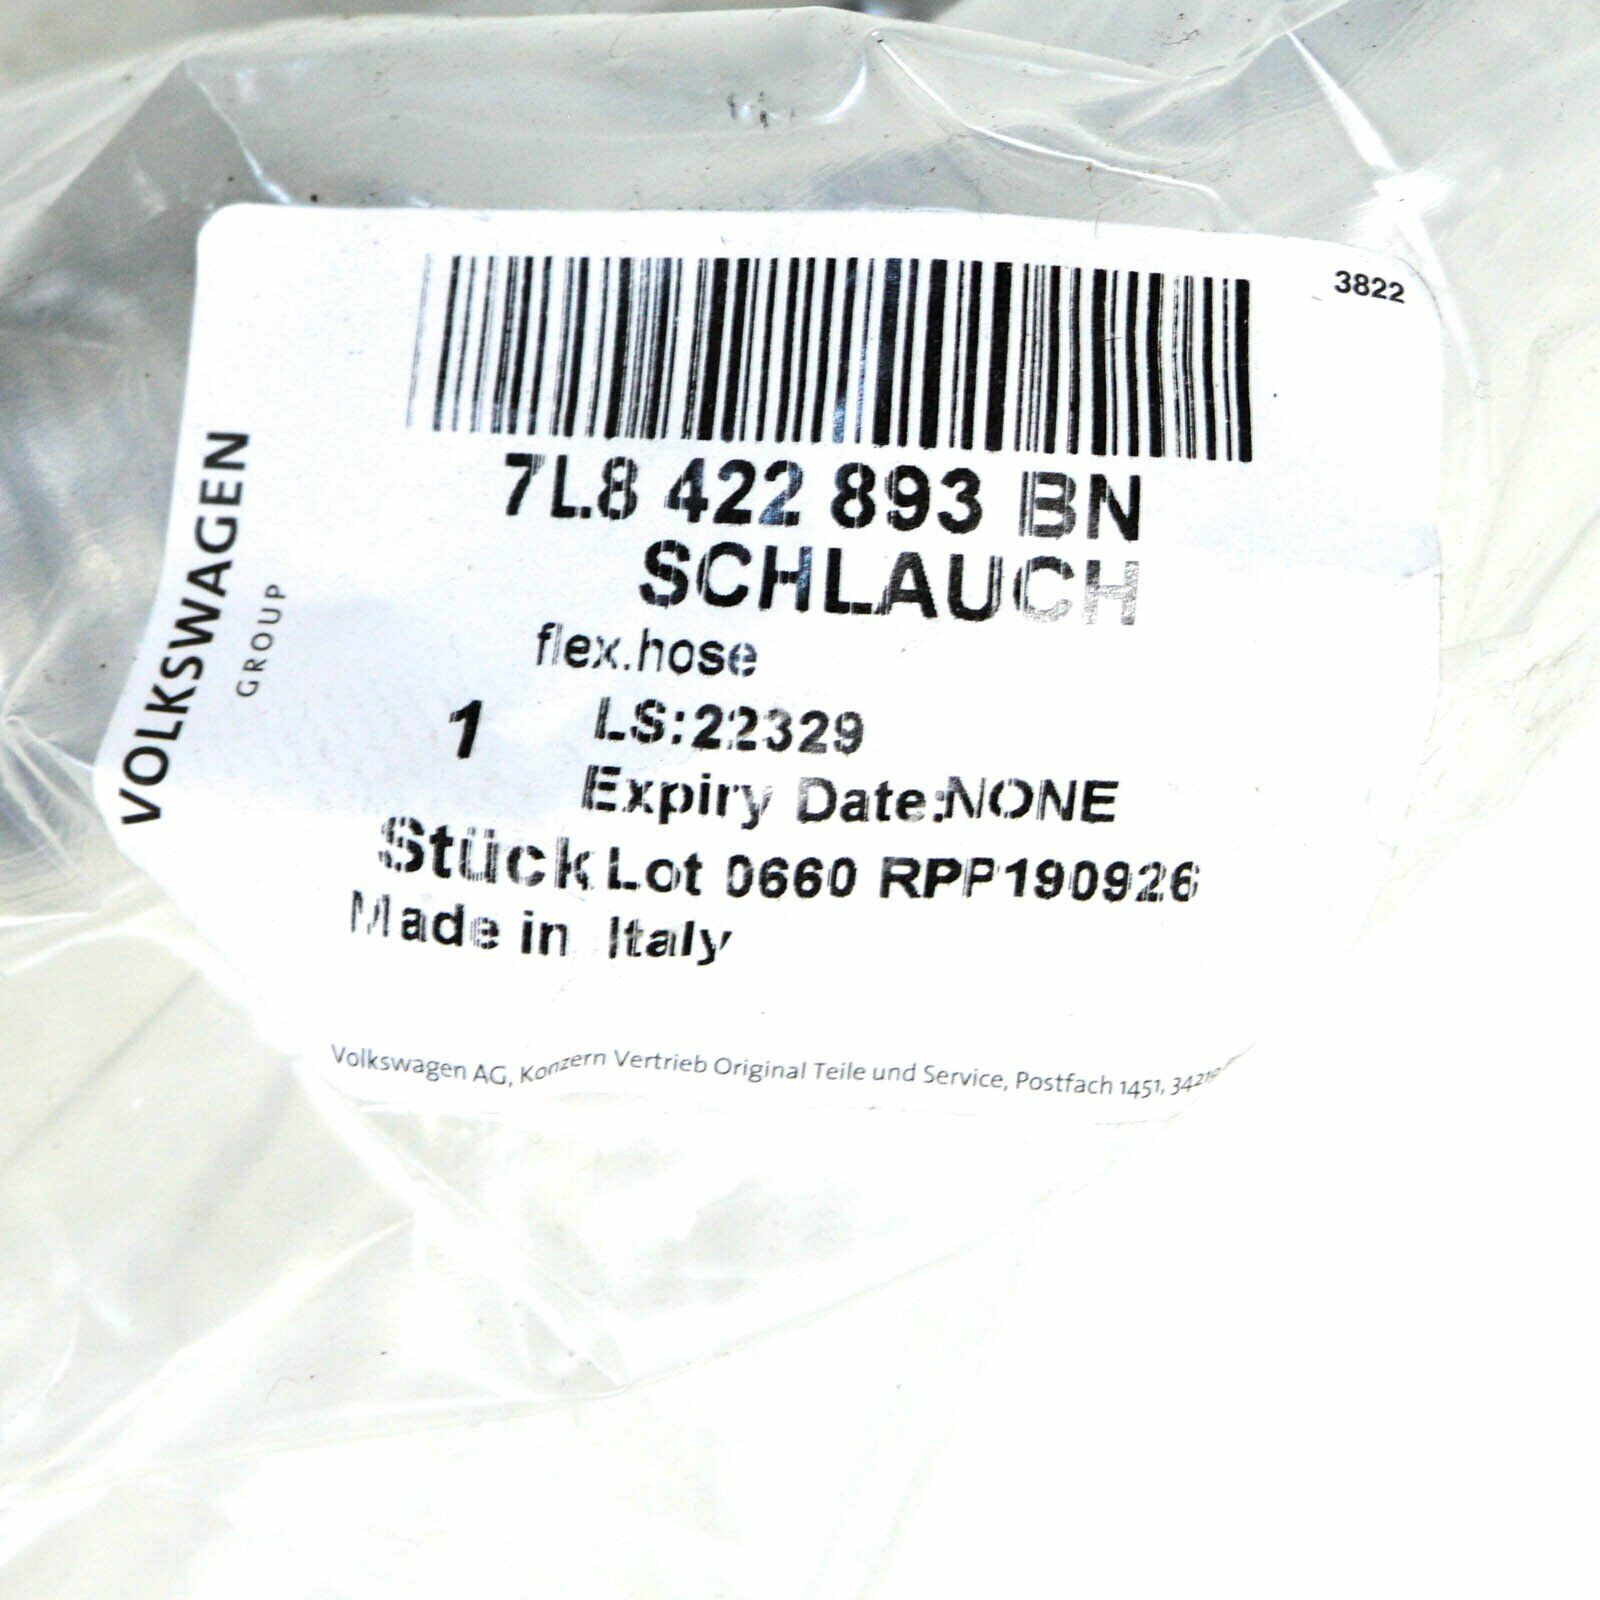 3822
7L8 422 893 BN
SCHLAUCH
flex.hose
1 LS:22329
Expiry Date:NONE
Stück Lot 0660 RPP190926
Made in Italy
VOLKSWAGEN
GROUP
Volkswagen AG, Konzern Vertrieb Original Teile und Service, Postfach 1451,